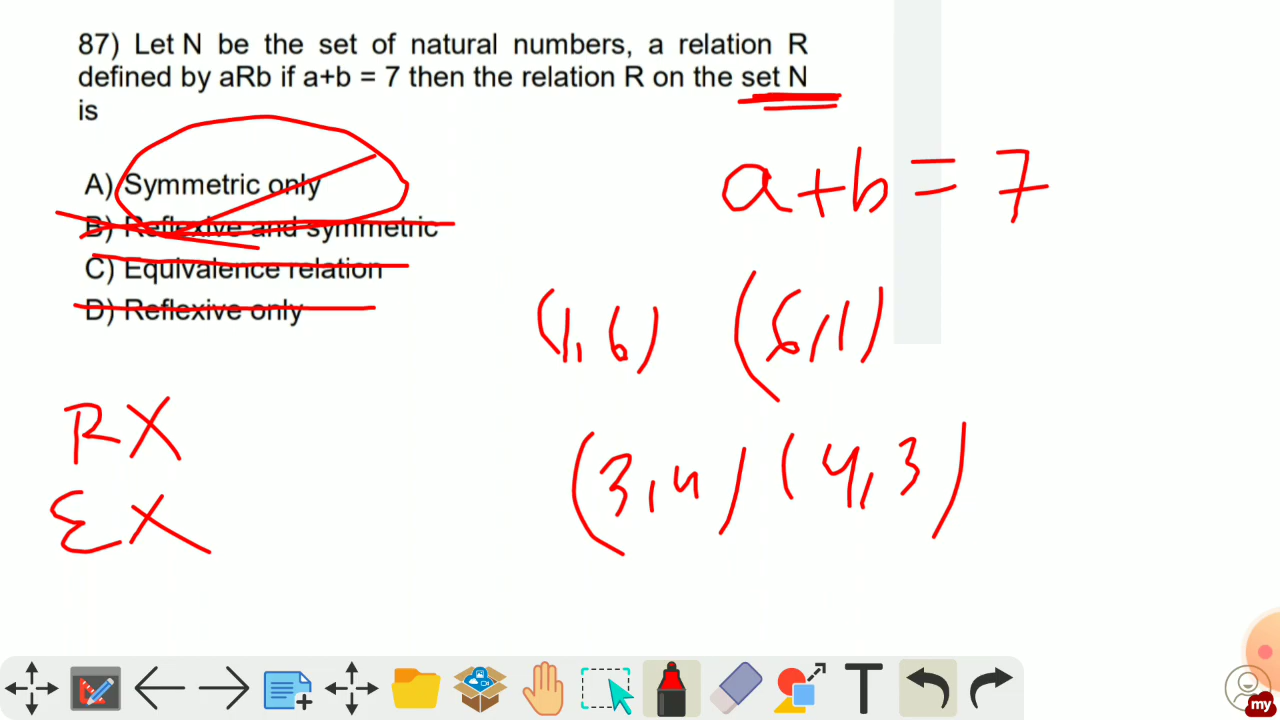 87) Let N be the set of natural numbers, a relation R
defined by aRb if a+b = 7 then the relation R on the set N
is
A) Symmetric only
B) Reflexive and symmetric
C) Equivalence relation
D) Reflexive only
a+b = 7
(1,6) (6,1)
(3,4) (4,3)
R X
E X
T
my